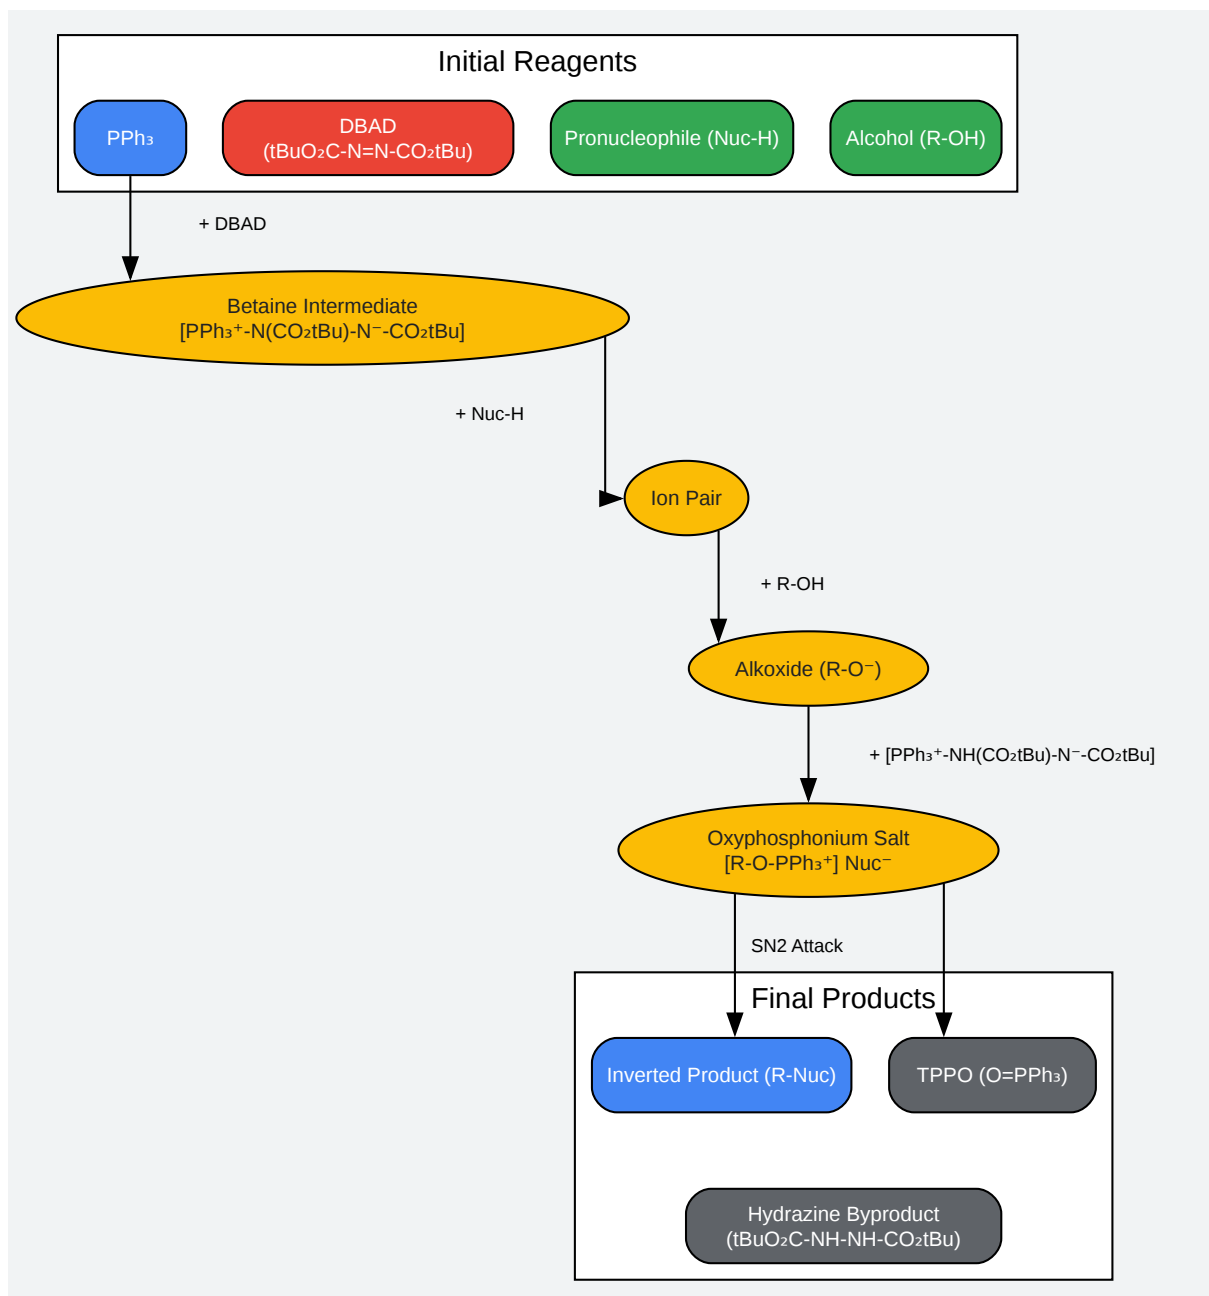 Initial Reagents
PPh₃
DBAD
(tBuO₂C-N=N-CO₂tBu)
Pronucleophile (Nuc-H)
Alcohol (R-OH)
+ DBAD
Betaine Intermediate
[PPh₃⁺-N(CO₂tBu)-N⁻-CO₂tBu]
+ Nuc-H
Ion Pair
+ R-OH
Alkoxide (R-O⁻)
+ [PPh₃⁺-NH(CO₂tBu)-N⁻-CO₂tBu]
Oxyphosphonium Salt
[R-O-PPh₃⁺] Nuc⁻
SN2 Attack
Final Products
Inverted Product (R-Nuc)
TPPO (O=PPh₃)
Hydrazine Byproduct
(tBuO₂C-NH-NH-CO₂tBu)